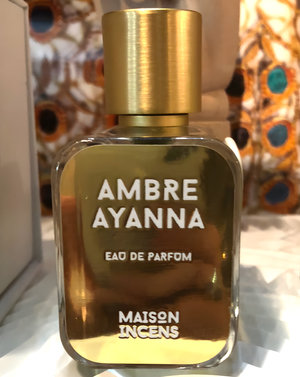 AMBRE
AYANNA
EAU DE PARFUM
MAISON
INCENS